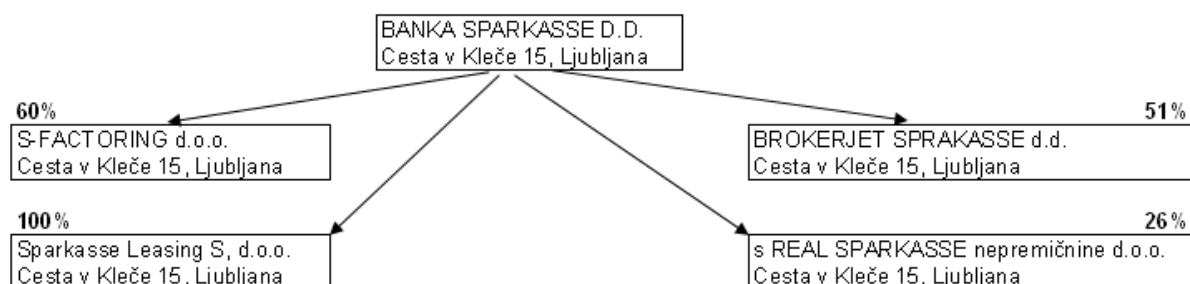 BANKA SPARKASSE D.D.
Cesta v Kleče 15, Ljubljana
60%
S-FACTORING d.o.o.
Cesta v Kleče 15, Ljubljana
51%
BROKERJET SPRAKASSE d.d.
Cesta v Kleče 15, Ljubljana
100%
Sparkasse Leasing S, d.o.o.
Cesta v Kleče 15, Ljubljana
26%
s REAL SPARKASSE nepremičnine d.o.o.
Cesta v Kleče 15, Ljubljana